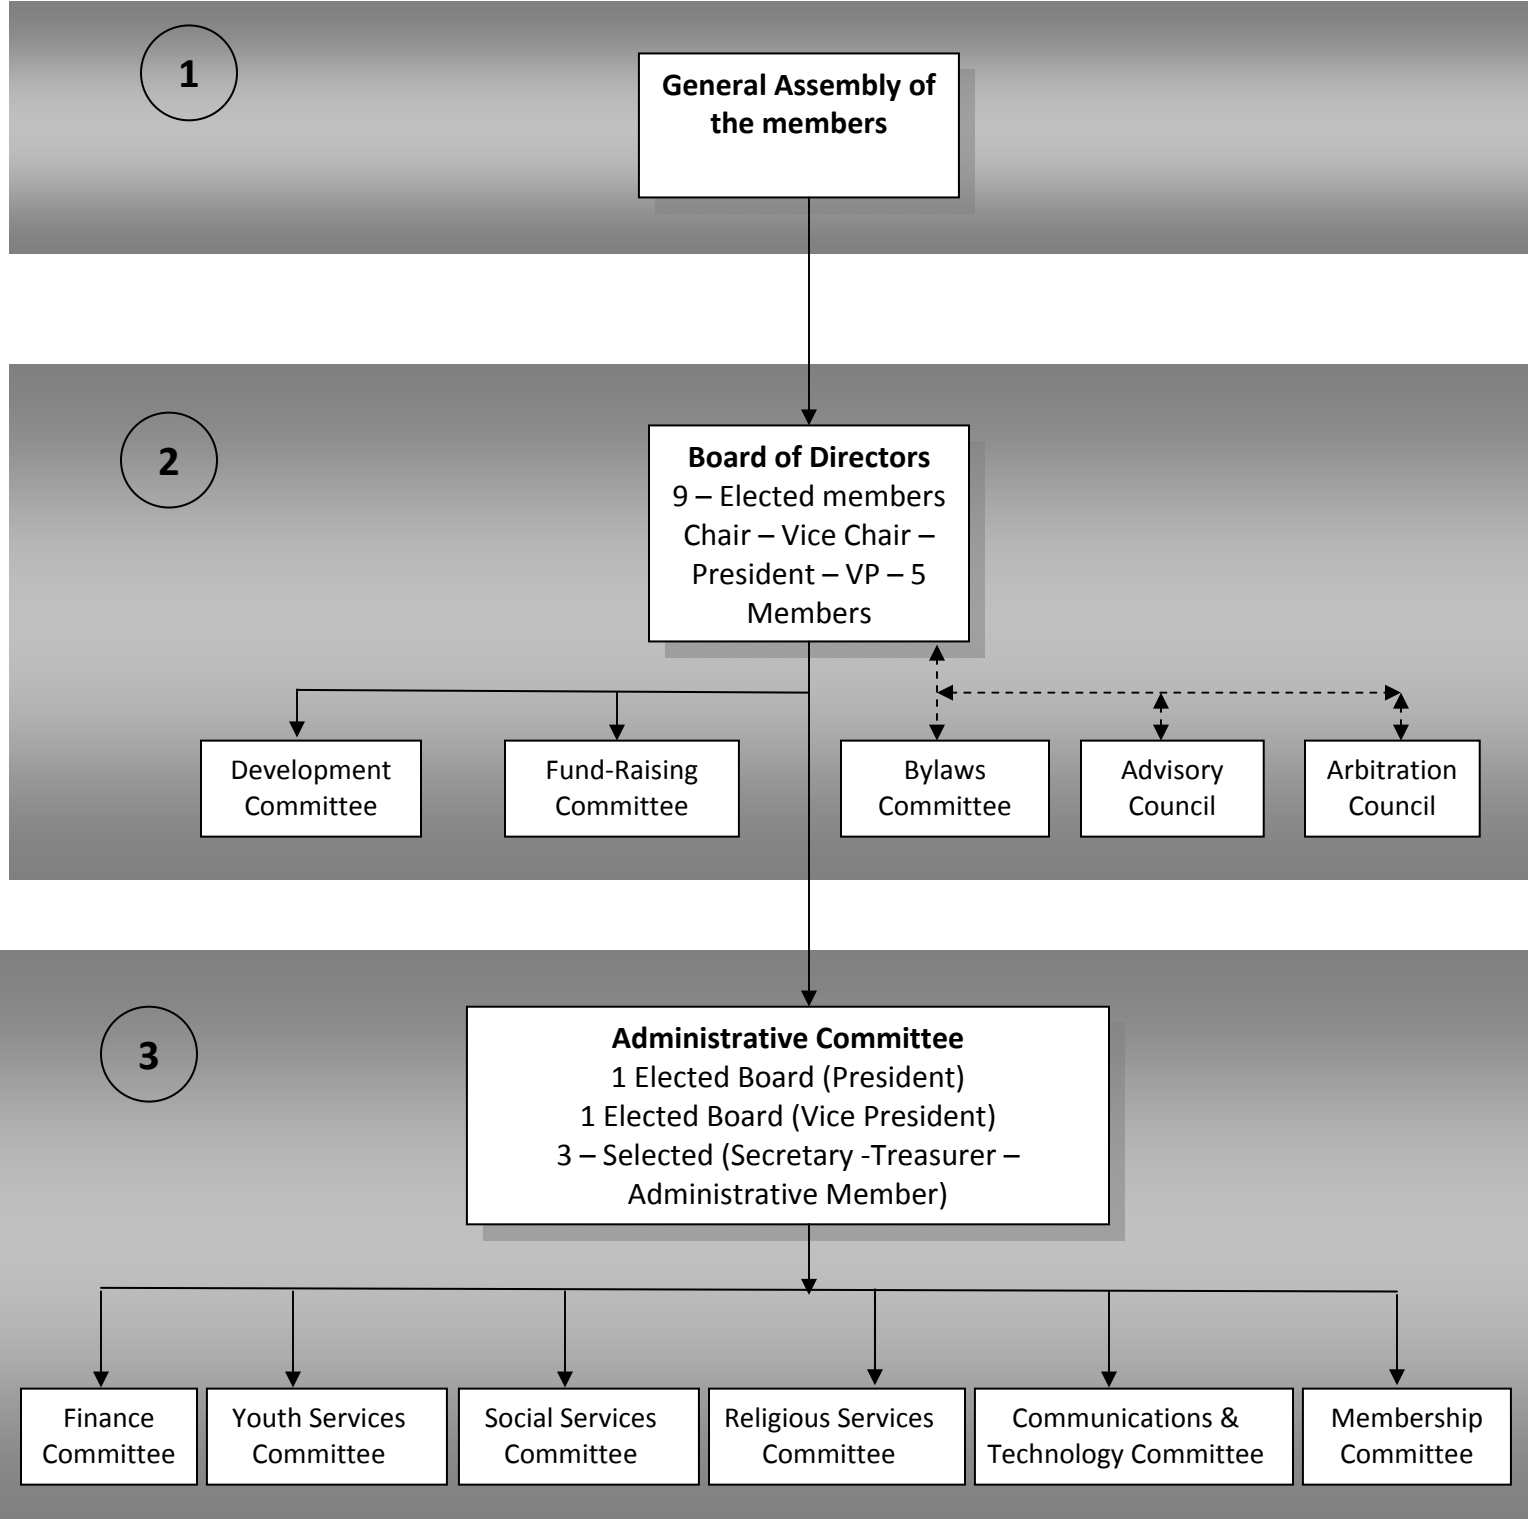 1
General Assembly of
the members
2
Board of Directors
9 – Elected members
Chair – Vice Chair –
President – VP – 5
Members
Development
Committee
Fund-Raising
Committee
Bylaws
Committee
Advisory
Council
Arbitration
Council
3
Administrative Committee
1 Elected Board (President)
1 Elected Board (Vice President)
3 – Selected (Secretary -Treasurer –
Administrative Member)
Finance
Committee
Youth Services
Committee
Social Services
Committee
Religious Services
Committee
Communications &
Technology Committee
Membership
Committee